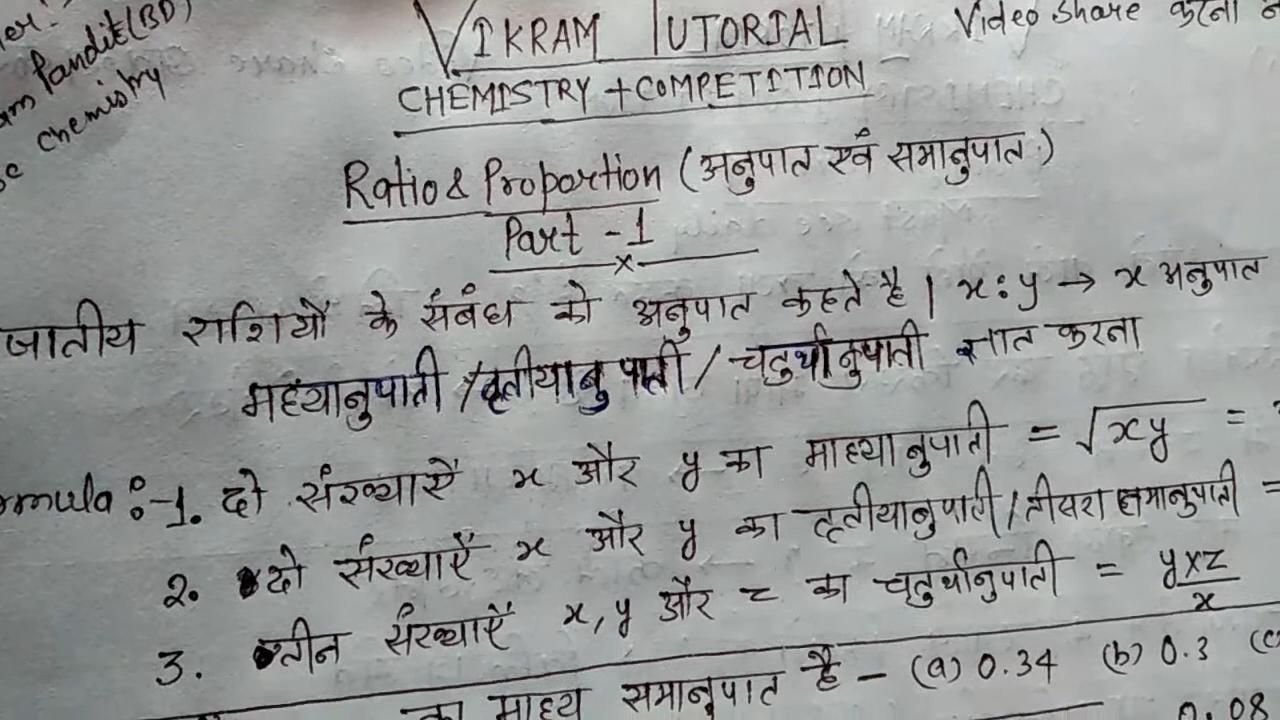 Pandit(BD)
chemistry
VIKRAM TUTORIAL
Video share करना
CHEMISTRY + COMPETITION
Ratio & Proportion (अनुपात एवं समानुपात)
Part - 1
जातीय राशियों के संबंध को अनुपात कहते है | x:y → x अनुपात
मध्यानुपाती / तृतीयानुपाती / चतुर्थानुपाती ज्ञात करना
1. दो संख्याएँ x और y का माध्यानुपाती = √xy =
2. दो संख्याएँ x और y का तृतीयानुपाती / तीसरा समानुपाती =
3. तीन संख्याएँ x, y और z का चतुर्थानुपाती = y×z/x
का माध्य समानुपात है - (a) 0.34 (b) 0.3 (c
0.08